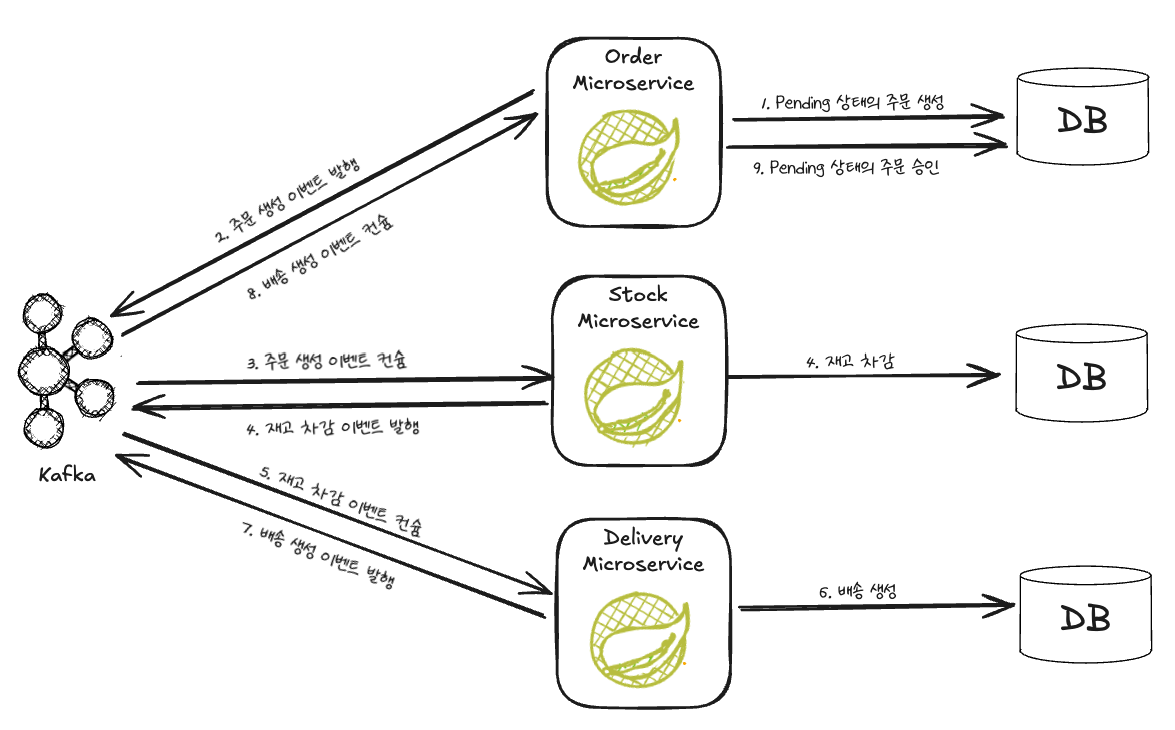 Order
Microservice
1. Pending 상태의 주문 생성
DB
9. Pending 상태의 주문 승인
2. 주문 생성 이벤트 발행
8. 배송 생성 이벤트 컨슘
Stock
Microservice
3. 주문 생성 이벤트 컨슘
4. 재고 차감
DB
4. 재고 차감 이벤트 발행
Kafka
5. 재고 차감 이벤트 컨슘
7. 배송 생성 이벤트 발행
Delivery
Microservice
6. 배송 생성
DB